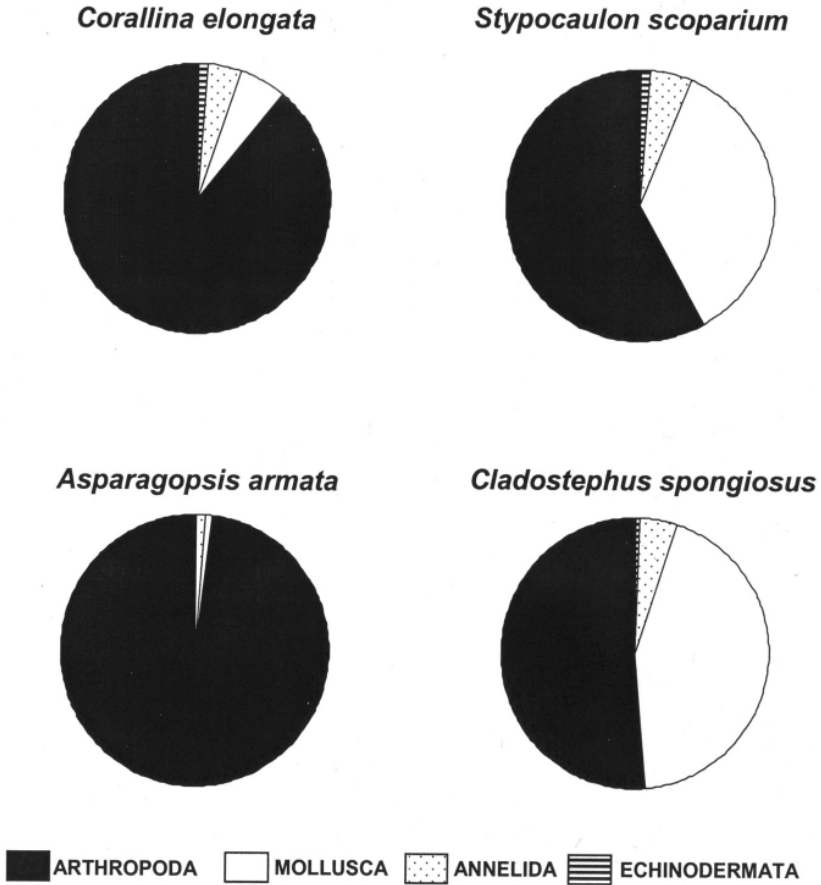 Corallina elongata
Stypocaulon scoparium
Asparagopsis armata
Cladostephus spongiosus
ARTHROPODA MOLLUSCA ANNELIDA ECHINODERMATA